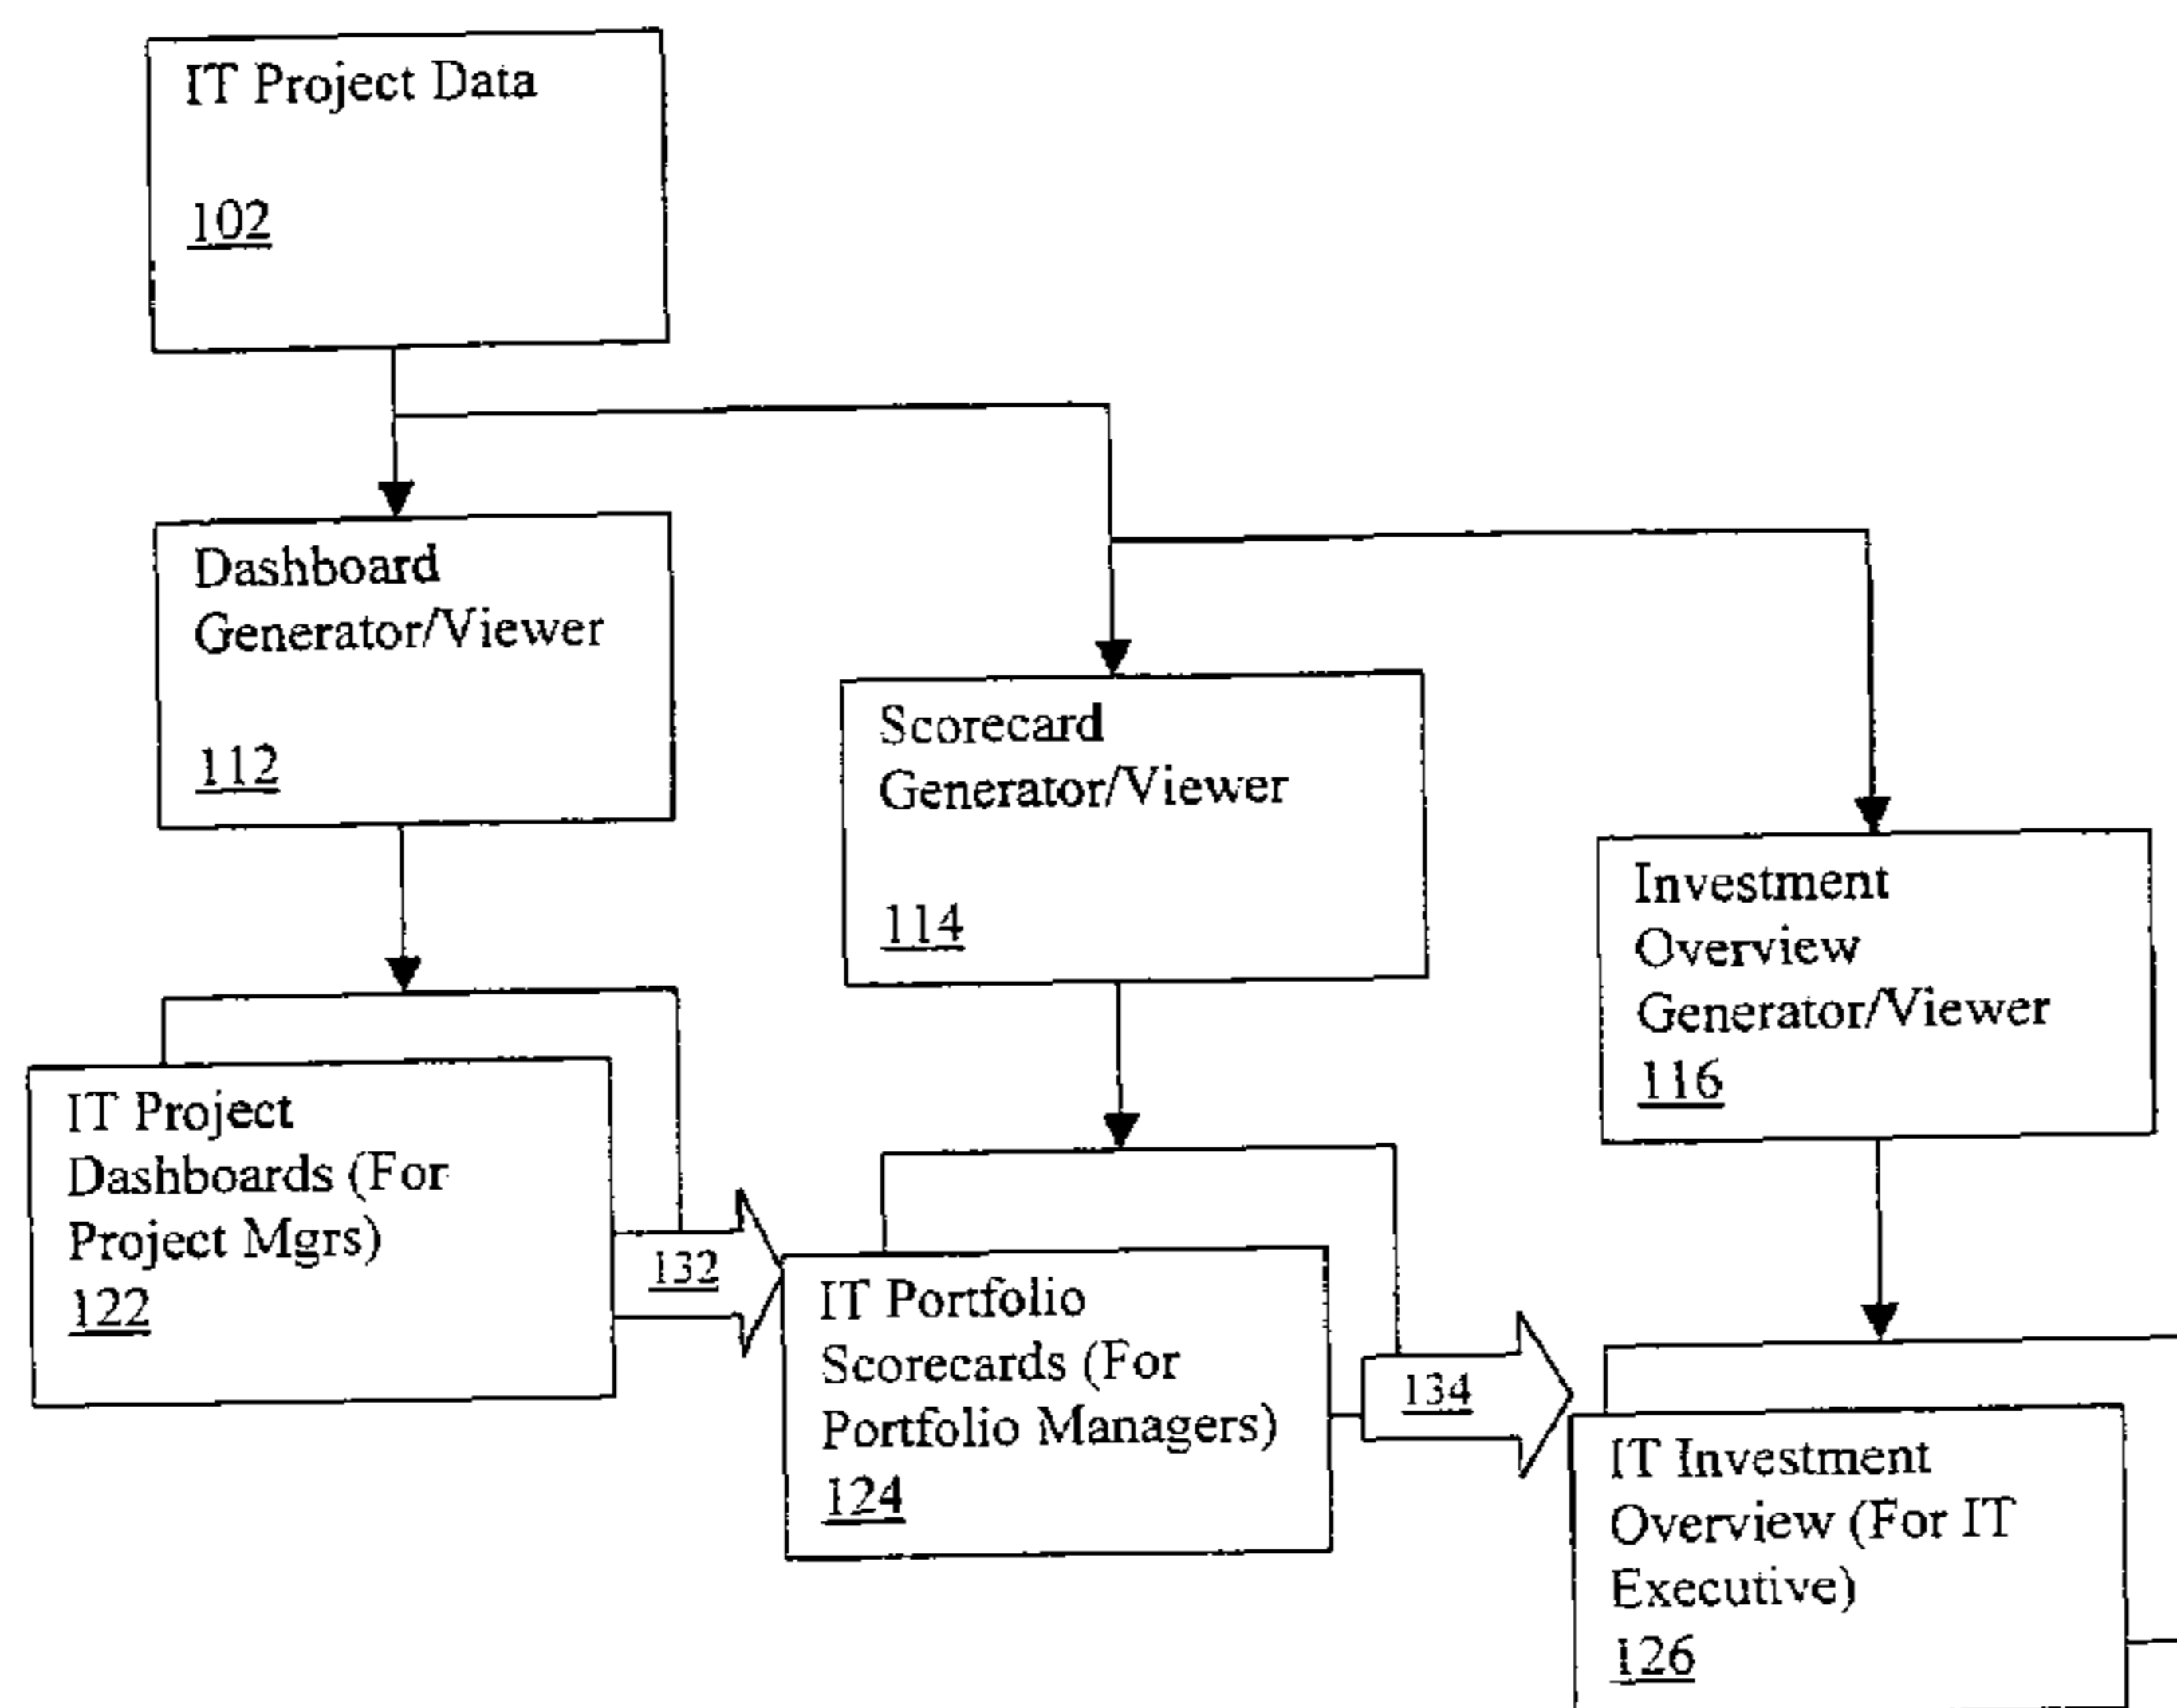 IT Project Data
102
Dashboard
Generator/Viewer
112
Scorecard
Generator/Viewer
114
Investment
Overview
Generator/Viewer
116
IT Project
Dashboards (For
Project Mgrs)
122
132
IT Portfolio
Scorecards (For
Portfolio Managers)
124
134
IT Investment
Overview (For IT
Executive)
126